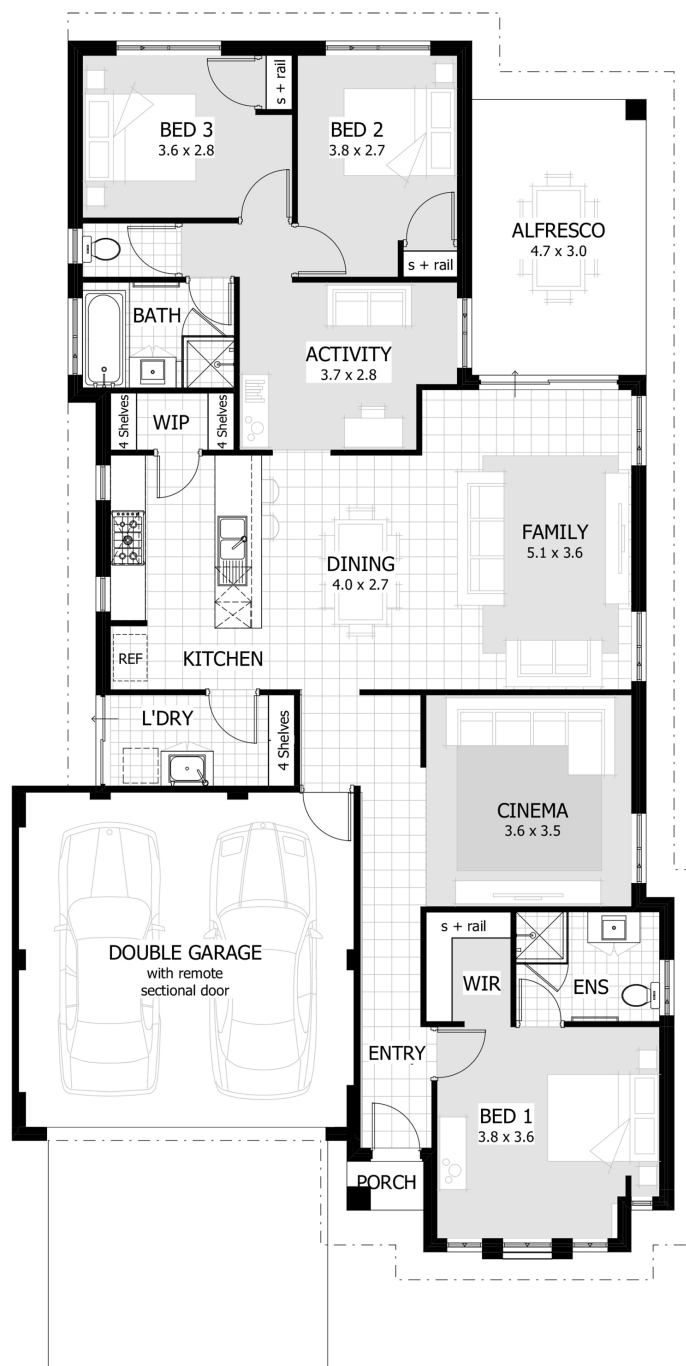 s + rail
BED 3
3.6 x 2.8
BED 2
3.8 x 2.7
s + rail
ALFRESCO
4.7 x 3.0
BATH
ACTIVITY
3.7 x 2.8
4 Shelves
WIP
4 Shelves
FAMILY
5.1 x 3.6
DINING
4.0 x 2.7
REF
KITCHEN
L'DRY
4 Shelves
CINEMA
3.6 x 3.5
DOUBLE GARAGE
with remote
sectional door
s + rail
WIR
ENS
ENTRY
BED 1
3.8 x 3.6
PORCH